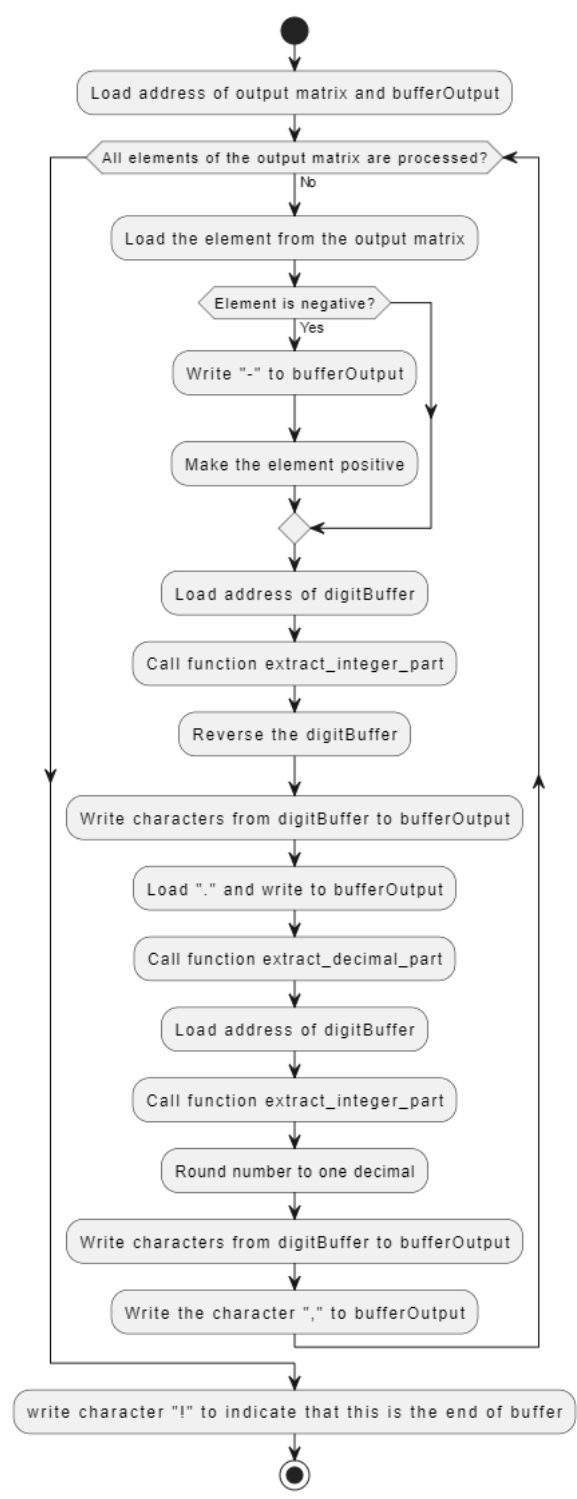 Load address of output matrix and bufferOutput
All elements of the output matrix are processed?
No
Load the element from the output matrix
Element is negative?
Yes
Write "-" to bufferOutput
Make the element positive
Load address of digitBuffer
Call function extract_integer_part
Reverse the digitBuffer
Write characters from digitBuffer to bufferOutput
Load "." and write to bufferOutput
Call function extract_decimal_part
Load address of digitBuffer
Call function extract_integer_part
Round number to one decimal
Write characters from digitBuffer to bufferOutput
Write the character "," to bufferOutput
write character "!" to indicate that this is the end of buffer